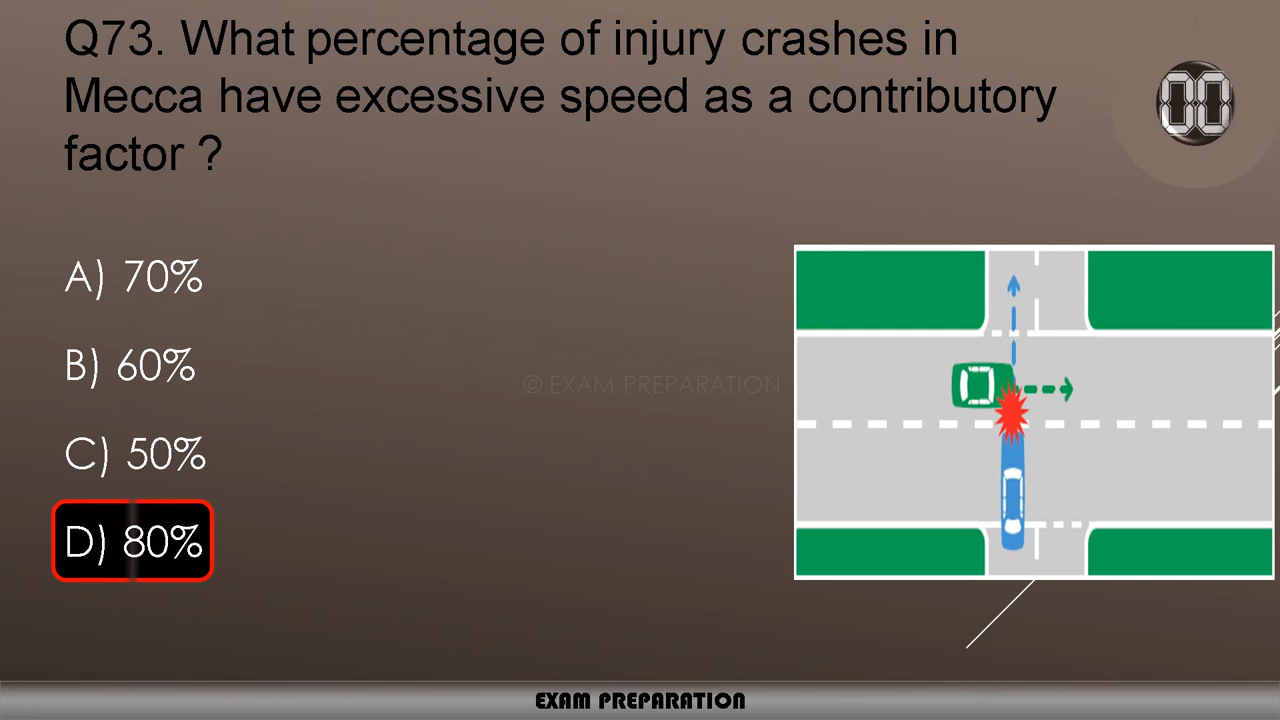 Q73. What percentage of injury crashes in
Mecca have excessive speed as a contributory
factor ?
00
A) 70%
B) 60%
C) 50%
D) 80%
© EXAM PREPARATION
EXAM PREPARATION